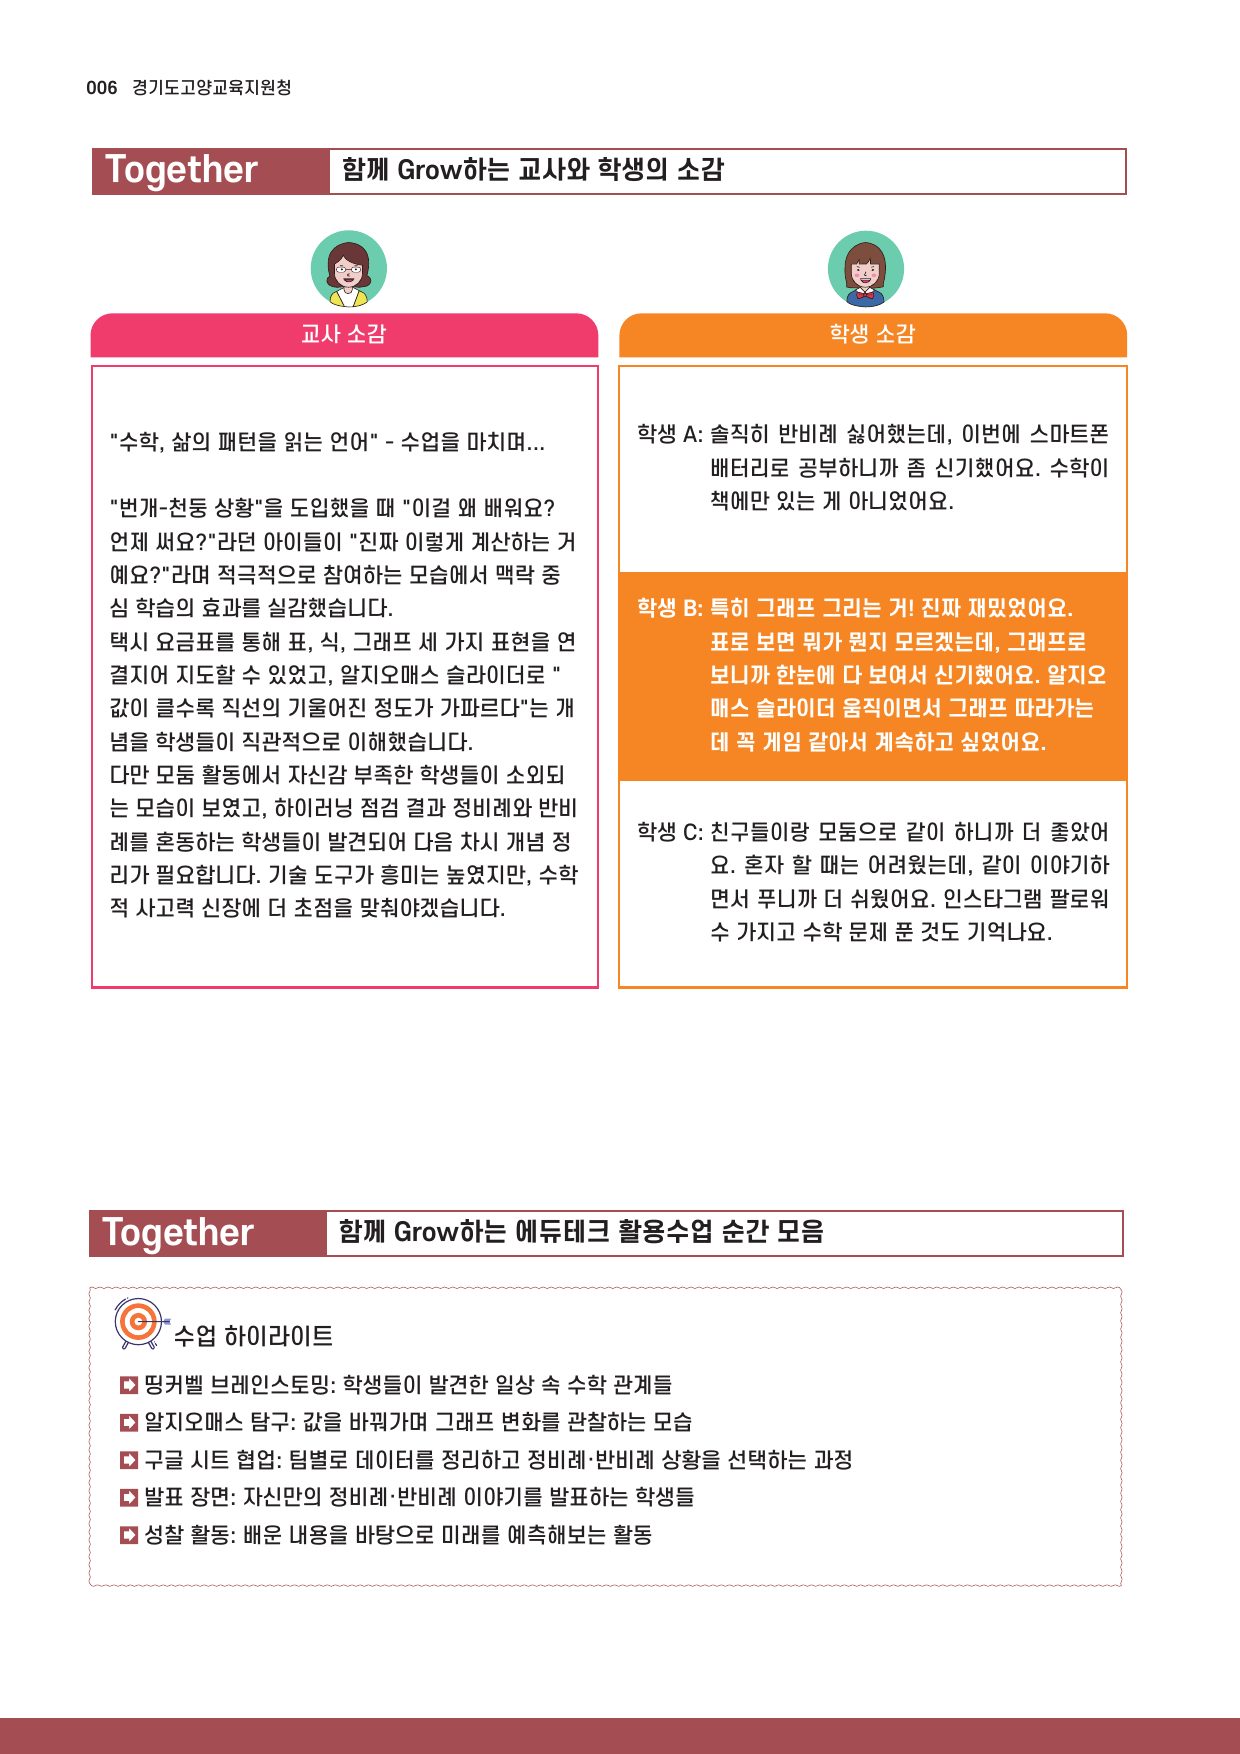 006 경기도고양교육지원청
Together 함께 Grow하는 교사와 학생의 소감
교사 소감
"수학, 삶의 패턴을 읽는 언어" - 수업을 마치며...
"번개-천둥 상황"을 도입했을 때 "이걸 왜 배워요?
언제 써요?"라던 아이들이 "진짜 이렇게 계산하는 거
예요?"라며 적극적으로 참여하는 모습에서 맥락 중
심 학습의 효과를 실감했습니다.
택시 요금표를 통해 표, 식, 그래프 세 가지 표현을 연
결지어 지도할 수 있었고, 알지오매스 슬라이더로 "
값이 클수록 직선의 기울어진 정도가 가파르다"는 개
념을 학생들이 직관적으로 이해했습니다.
다만 모둠 활동에서 자신감 부족한 학생들이 소외되
는 모습이 보였고, 하이러닝 점검 결과 정비례와 반비
례를 혼동하는 학생들이 발견되어 다음 차시 개념 정
리가 필요합니다. 기술 도구가 흥미는 높였지만, 수학
적 사고력 신장에 더 초점을 맞춰야겠습니다.
학생 소감
학생 A: 솔직히 반비례 싫어했는데, 이번에 스마트폰
배터리로 공부하니까 좀 신기했어요. 수학이
책에만 있는 게 아니었어요.
학생 B: 특히 그래프 그리는 거! 진짜 재밌었어요.
표로 보면 뭐가 뭔지 모르겠는데, 그래프로
보니까 한눈에 다 보여서 신기했어요. 알지오
매스 슬라이더 움직이면서 그래프 따라가는
데 꼭 게임 같아서 계속하고 싶었어요.
학생 C: 친구들이랑 모둠으로 같이 하니까 더 좋았어
요. 혼자 할 때는 어려웠는데, 같이 이야기하
면서 푸니까 더 쉬웠어요. 인스타그램 팔로워
수 가지고 수학 문제 푼 것도 기억나요.
Together 함께 Grow하는 에듀테크 활용수업 순간 모음
수업 하이라이트
띵커벨 브레인스토밍: 학생들이 발견한 일상 속 수학 관계들
알지오매스 탐구: 값을 바꿔가며 그래프 변화를 관찰하는 모습
구글 시트 협업: 팀별로 데이터를 정리하고 정비례·반비례 상황을 선택하는 과정
발표 장면: 자신만의 정비례·반비례 이야기를 발표하는 학생들
성찰 활동: 배운 내용을 바탕으로 미래를 예측해보는 활동